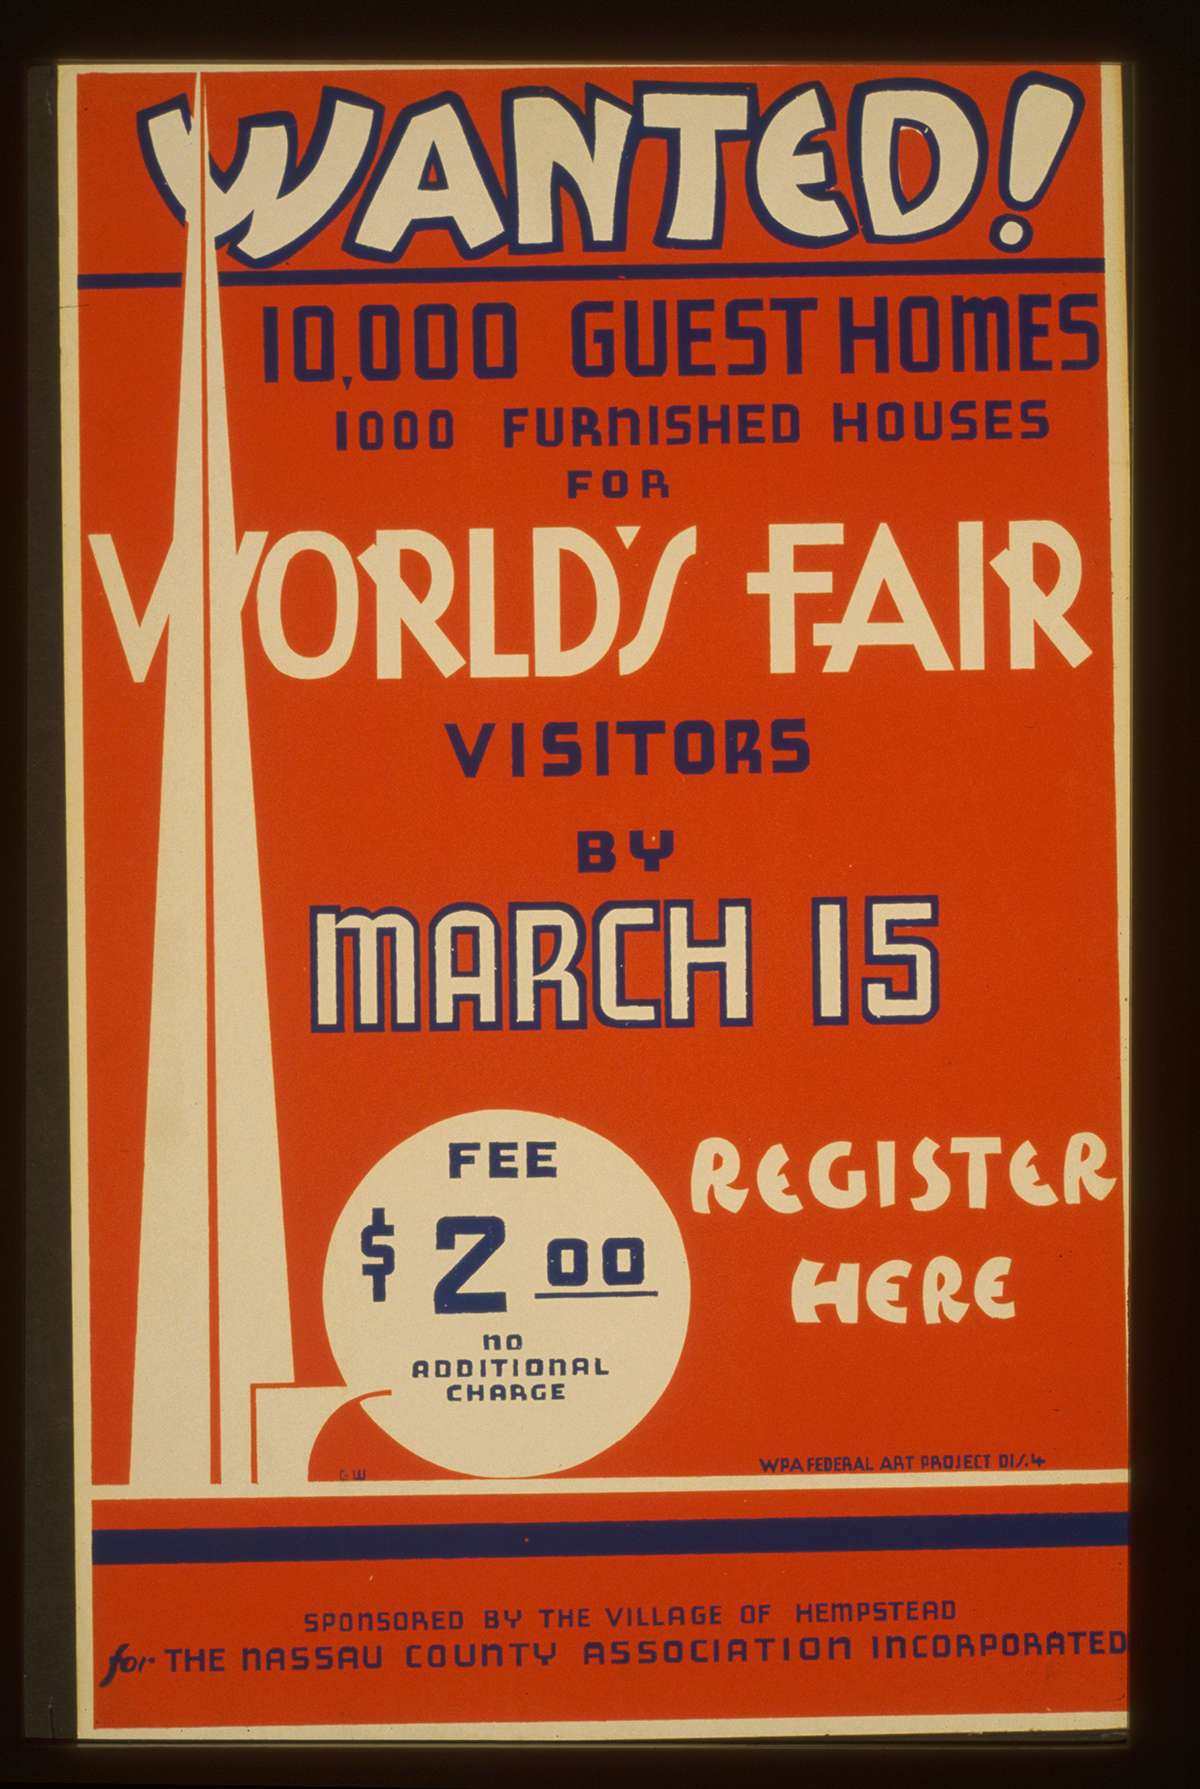 WANTED!
10,000 GUEST HOMES
1000 FURNISHED HOUSES
FOR
WORLD'S FAIR
VISITORS
BY
MARCH 15
FEE
$2 00
NO
ADDITIONAL
CHARGE
REGISTER
HERE
G W
WPA FEDERAL ART PROJECT DIS. 4
SPONSORED BY THE VILLAGE OF HEMPSTEAD
for THE NASSAU COUNTY ASSOCIATION INCORPORATED